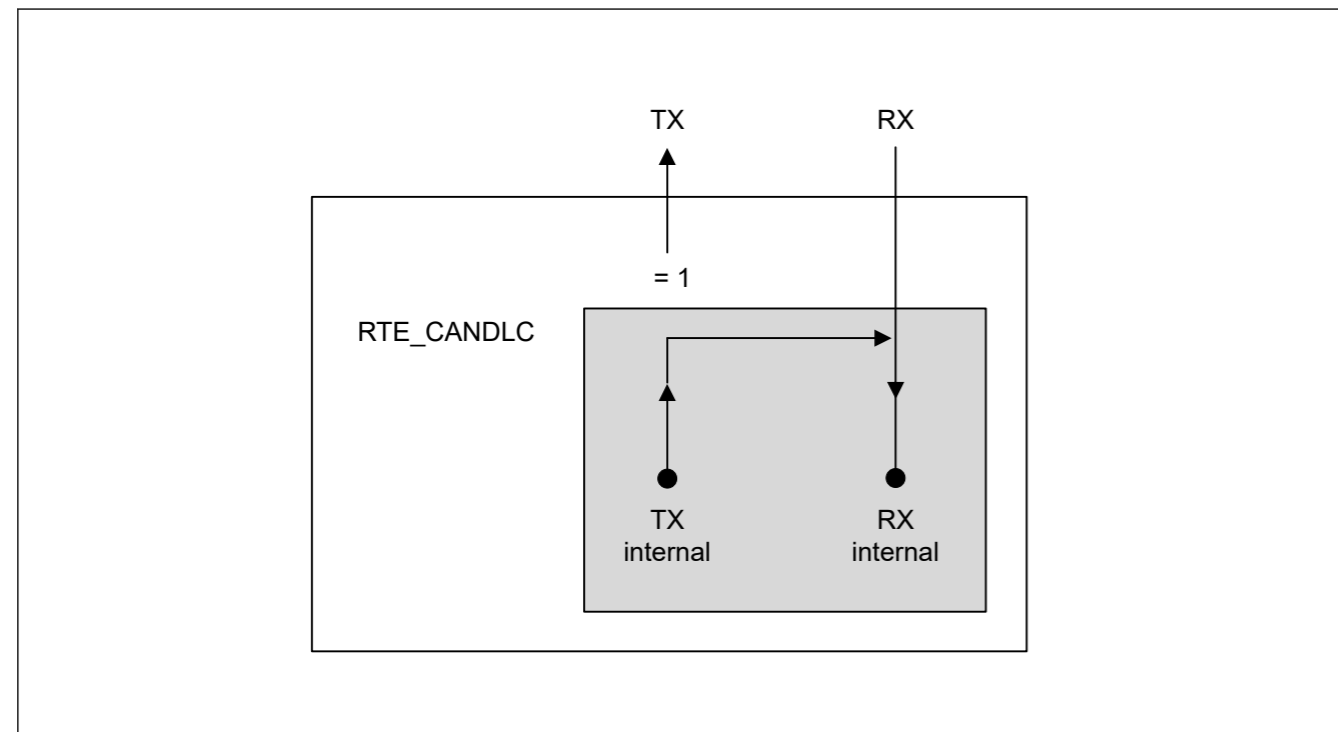 TX
RX
= 1
RTE_CANDLC
TX
internal
RX
internal